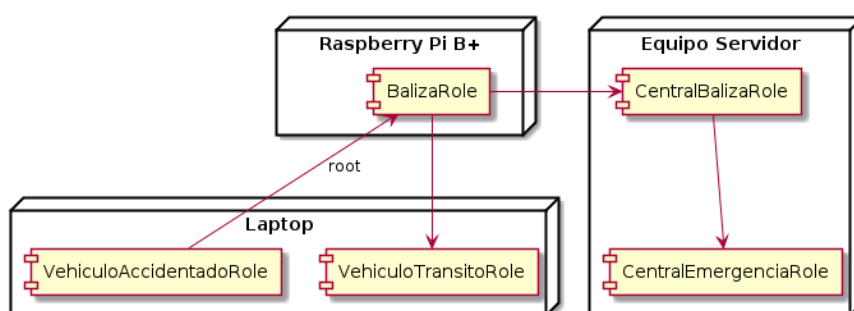 Raspberry Pi B+
Equipo Servidor
BalizaRole
CentralBalizaRole
root
Laptop
VehiculoAccidentadoRole
VehiculoTransitoRole
CentralEmergenciaRole